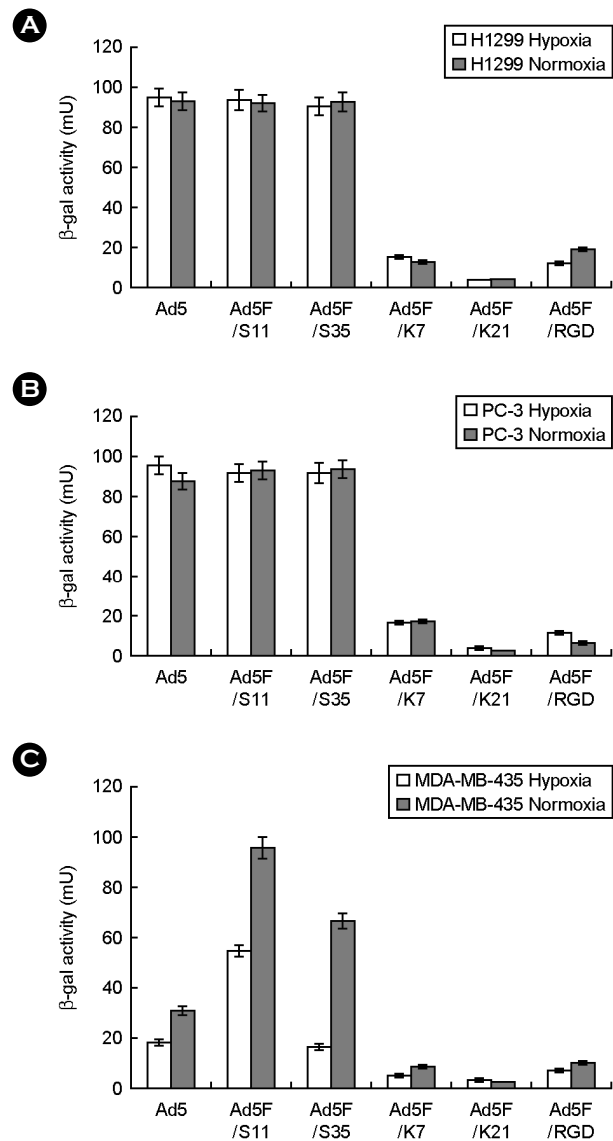 A
H1299 Hypoxia
H1299 Normoxia
β-gal activity (mU)
120
100
80
60
40
20
0
Ad5
Ad5F
/S11
Ad5F
/S35
Ad5F
/K7
Ad5F
/K21
Ad5F
/RGD
B
PC-3 Hypoxia
PC-3 Normoxia
β-gal activity (mU)
120
100
80
60
40
20
0
Ad5
Ad5F
/S11
Ad5F
/S35
Ad5F
/K7
Ad5F
/K21
Ad5F
/RGD
C
MDA-MB-435 Hypoxia
MDA-MB-435 Normoxia
β-gal activity (mU)
120
100
80
60
40
20
0
Ad5
Ad5F
/S11
Ad5F
/S35
Ad5F
/K7
Ad5F
/K21
Ad5F
/RGD